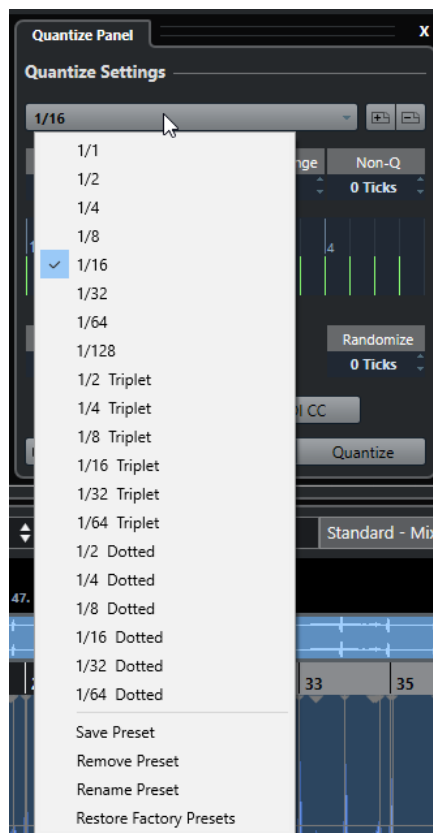 Quantize Panel
X
Quantize Settings
1/16
1/1
1/2
1/4
1/8
1/16
1/32
1/64
1/128
1/2 Triplet
1/4 Triplet
1/8 Triplet
1/16 Triplet
1/32 Triplet
1/64 Triplet
1/2 Dotted
1/4 Dotted
1/8 Dotted
1/16 Dotted
1/32 Dotted
1/64 Dotted
Save Preset
Remove Preset
Rename Preset
Restore Factory Presets
Non-Q
0 Ticks
4
Randomize
0 Ticks
CC
Quantize
Standard - Mix
47.
33
35